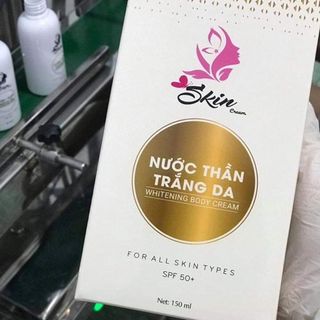 Skin
Cream
NƯỚC THẦN
TRẮNG DA
WHITENING BODY CREAM
FOR ALL SKIN TYPES
SPF 50+
Net: 150 ml